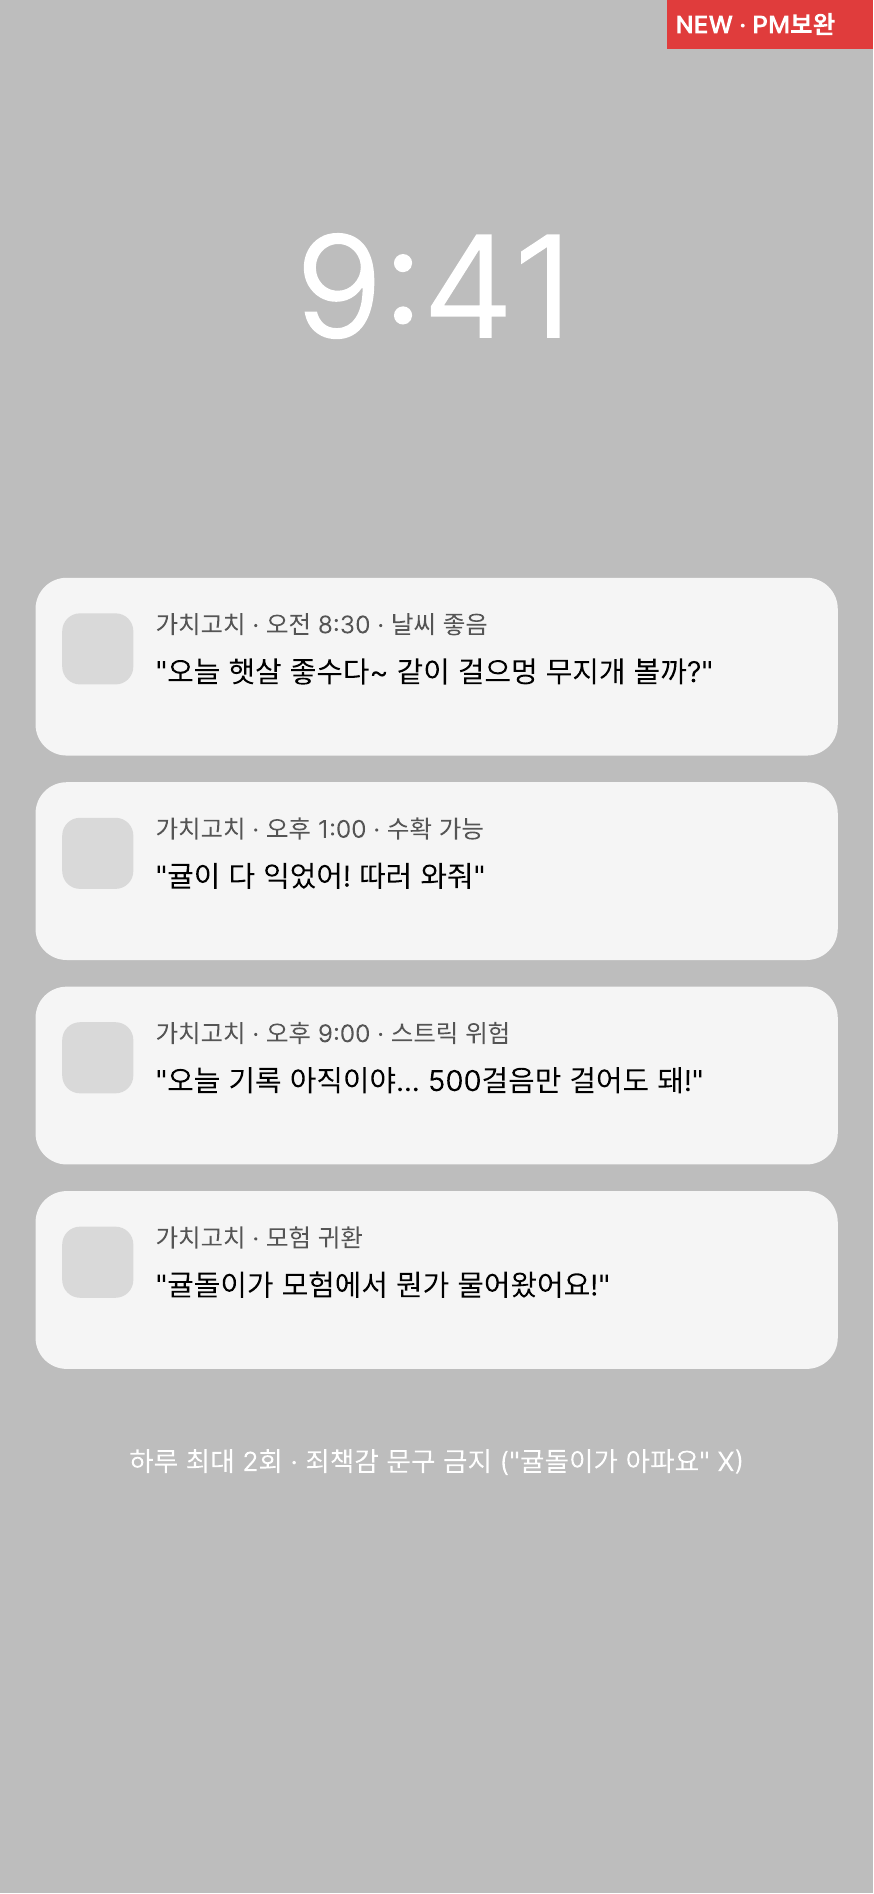 NEW · PM보완
9:41
가치고치 · 오전 8:30 · 날씨 좋음
"오늘 햇살 좋수다~ 같이 걸으멍 무지개 볼까?"
가치고치 · 오후 1:00 · 수확 가능
"귤이 다 익었어! 따러 와줘"
가치고치 · 오후 9:00 · 스트릭 위험
"오늘 기록 아직이야... 500걸음만 걸어도 돼!"
가치고치 · 모험 귀환
"귤돌이가 모험에서 뭔가 물어왔어요!"
하루 최대 2회 · 죄책감 문구 금지 ("귤돌이가 아파요" X)